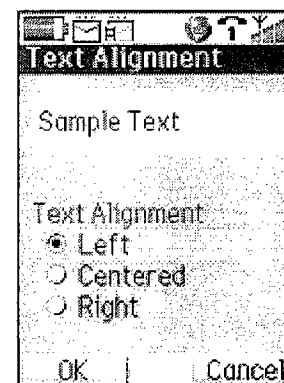 Text Alignment
Sample Text
Text Alignment
Left
Centered
Right
OK Cancel